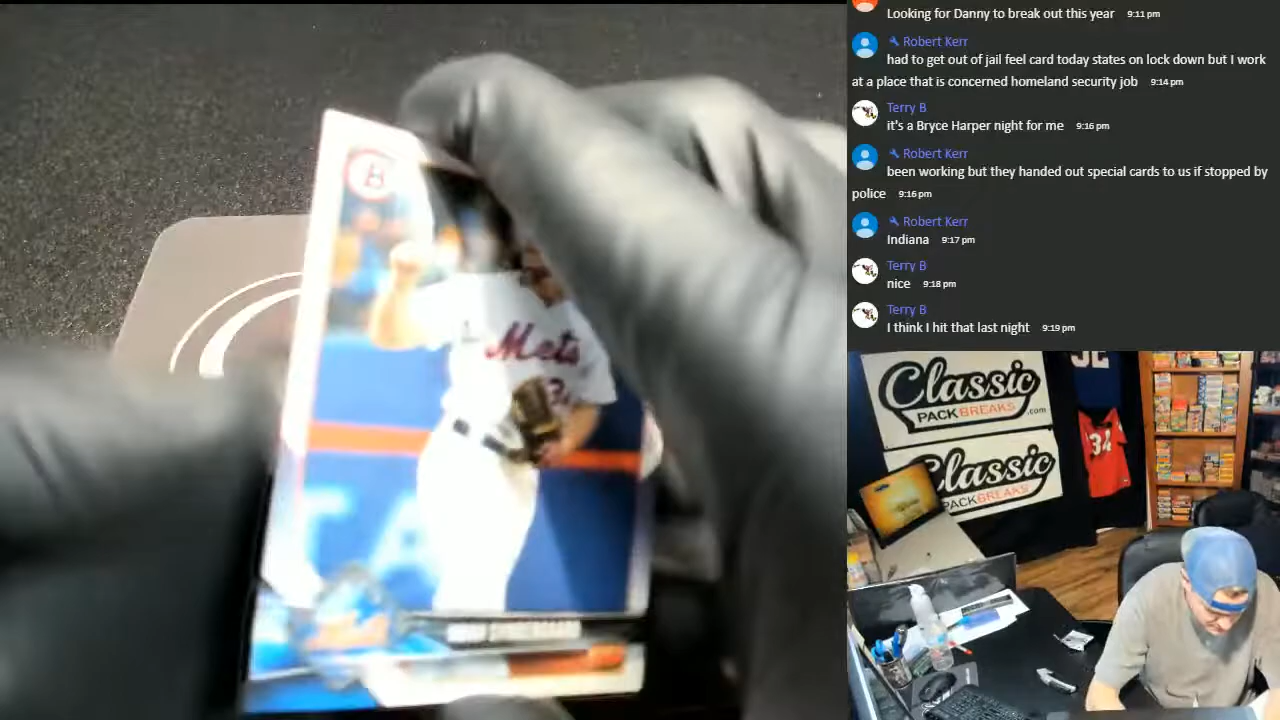 Looking for Danny to break out this year 9:11 pm
Robert Kerr
had to get out of jail feel card today states on lock down but I work
at a place that is concerned homeland security job 9:14 pm
Terry B
it's a Bryce Harper night for me 9:16 pm
Robert Kerr
been working but they handed out special cards to us if stopped by
police 9:16 pm
Robert Kerr
Indiana 9:17 pm
Terry B
nice 9:18 pm
Terry B
I think I hit that last night 9:19 pm
B
Mets
Classic
PACKBREAKS.com
Classic
PACKBREAKS
34